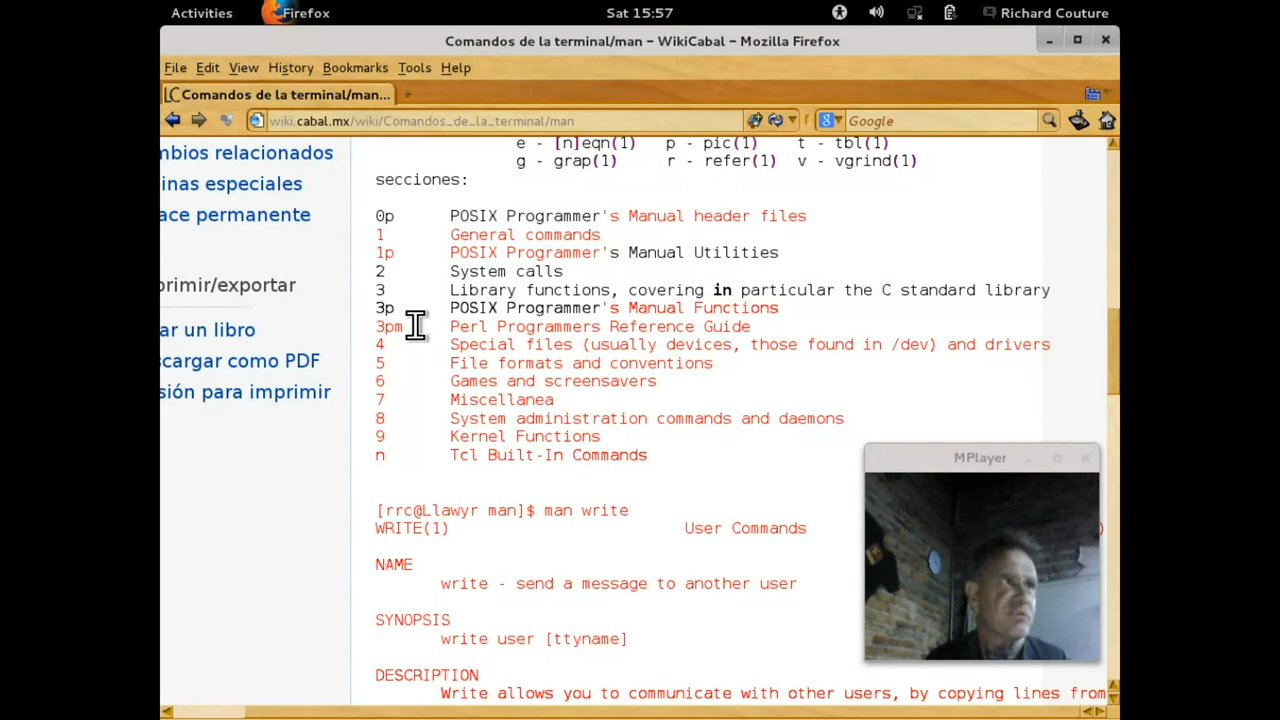 Activities Firefox Sat 15:57 Richard Couture
Comandos de la terminal/man – WikiCabal – Mozilla Firefox
File Edit View History Bookmarks Tools Help
Comandos de la terminal/man... +
wiki.cabal.mx/wiki/Comandos_de_la_terminal/man Google
mbios relacionados
inas especiales
ace permanente
rimir/exportar
ar un libro
scargar como PDF
sión para imprimir
e - [n]eqn(1) p - pic(1) t - tbl(1)
g - grap(1) r - refer(1) v - vgrind(1)
secciones:
0p POSIX Programmer's Manual header files
1 General commands
1p POSIX Programmer's Manual Utilities
2 System calls
3 Library functions, covering in particular the C standard library
3p POSIX Programmer's Manual Functions
3pm Perl Programmers Reference Guide
4 Special files (usually devices, those found in /dev) and drivers
5 File formats and conventions
6 Games and screensavers
7 Miscellanea
8 System administration commands and daemons
9 Kernel Functions
n Tcl Built-In Commands
[rrc@Llawyr man]$ man write
WRITE(1) User Commands
NAME
write - send a message to another user
SYNOPSIS
write user [ttyname]
DESCRIPTION
Write allows you to communicate with other users, by copying lines from
MPlayer